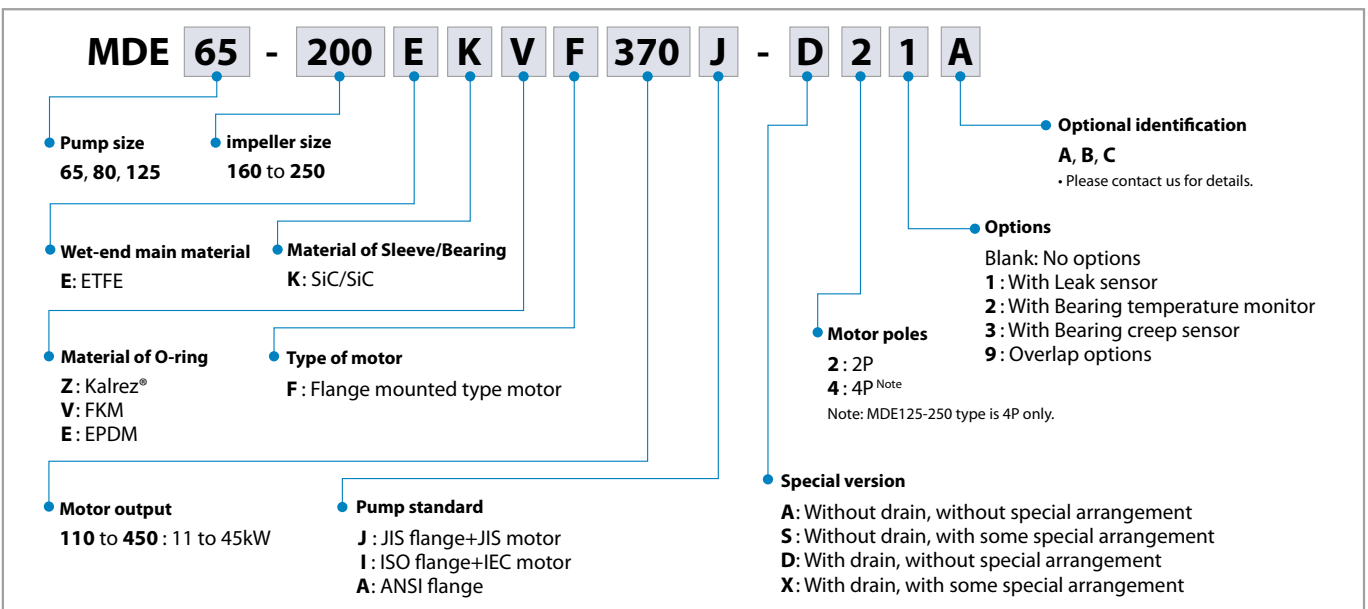 MDE 65 - 200 E K V F 370 J - D 2 1 A
Pump size
65, 80, 125
impeller size
160 to 250
Optional identification
A, B, C
• Please contact us for details.
Wet-end main material
E: ETFE
Material of Sleeve/Bearing
K: SiC/SiC
Options
Blank: No options
1: With Leak sensor
2: With Bearing temperature monitor
3: With Bearing creep sensor
9: Overlap options
Motor poles
2: 2P
4: 4P Note
Note: MDE125-250 type is 4P only.
Material of O-ring
Z: Kalrez®
V: FKM
E: EPDM
Type of motor
F: Flange mounted type motor
Motor output
110 to 450: 11 to 45kW
Pump standard
J: JIS flange+JIS motor
I: ISO flange+IEC motor
A: ANSI flange
Special version
A: Without drain, without special arrangement
S: Without drain, with some special arrangement
D: With drain, without special arrangement
X: With drain, with some special arrangement